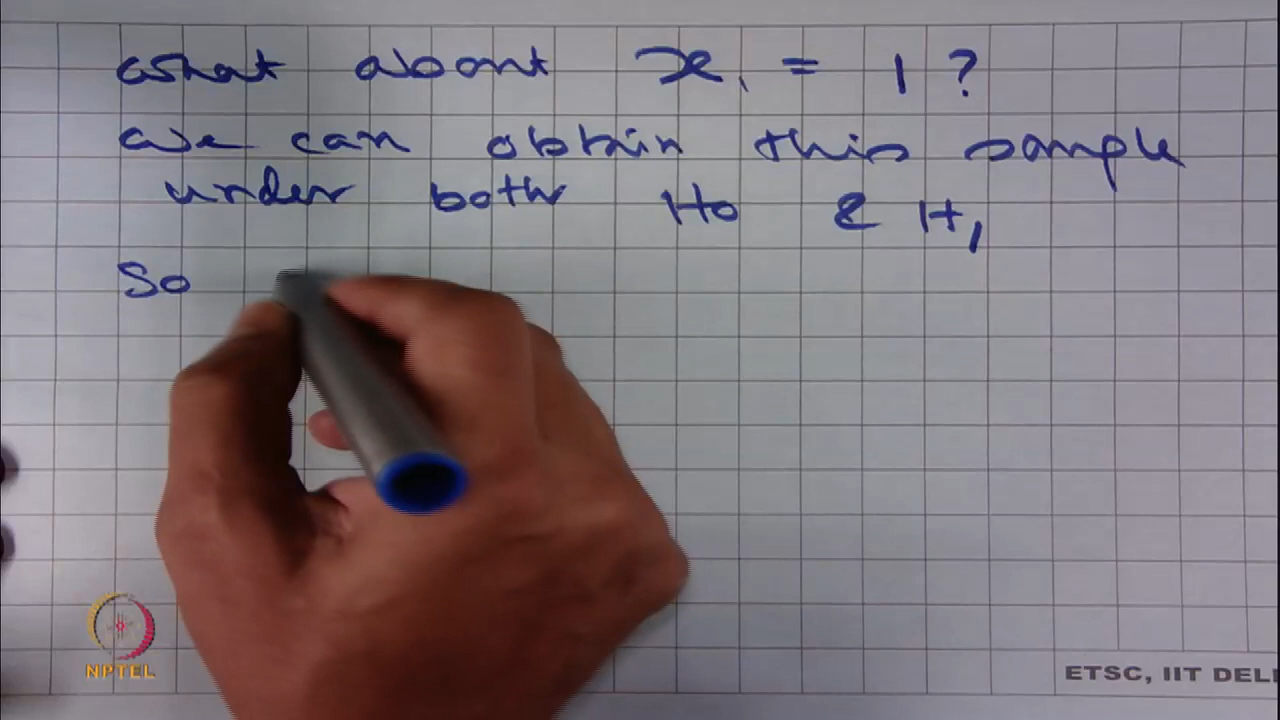 What about x₁ = 1 ?
We can obtain this sample
under both H0 & H₁
So
NPTEL
ETSC, IIT DEL